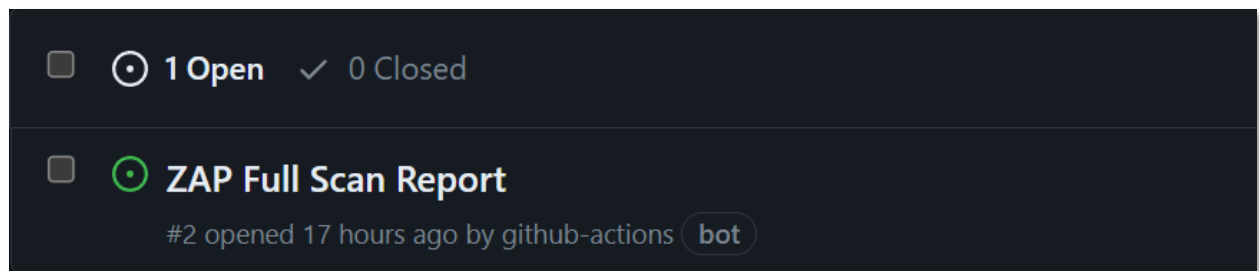 1 Open 0 Closed
ZAP Full Scan Report
#2 opened 17 hours ago by github-actions bot